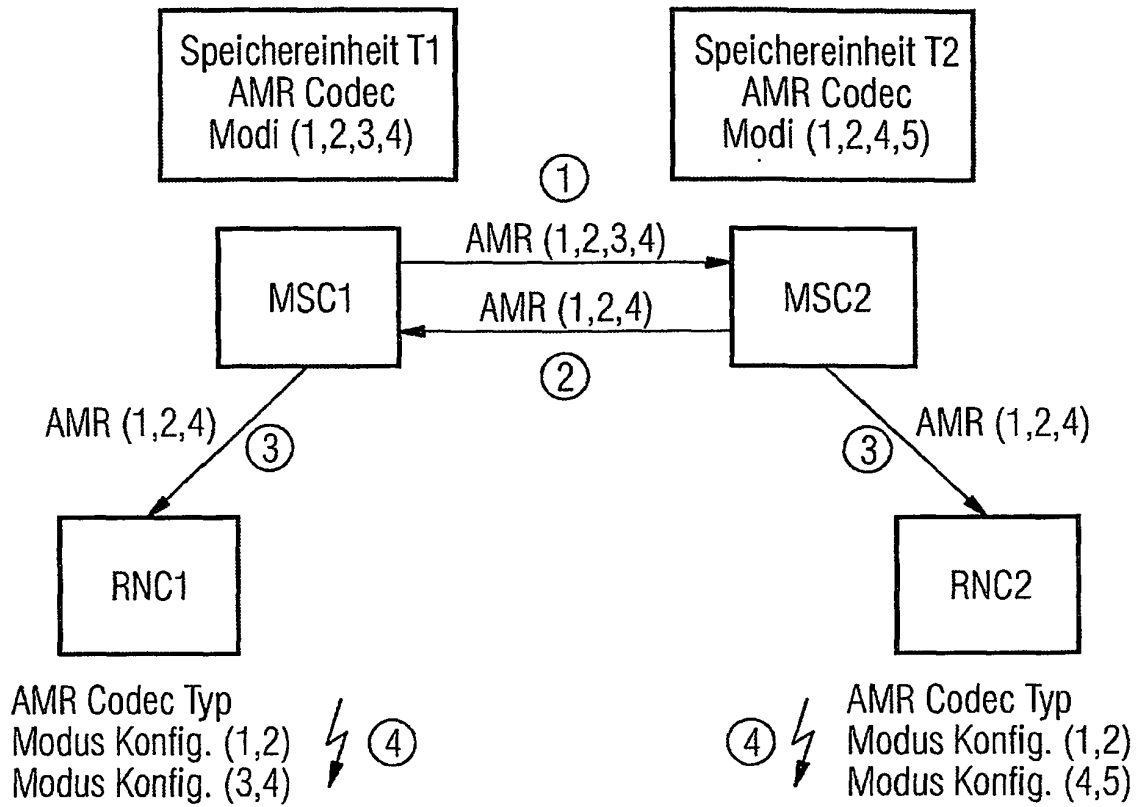 Speichereinheit T1
AMR Codec
Modi (1,2,3,4)
Speichereinheit T2
AMR Codec
Modi (1,2,4,5)
1
AMR (1,2,3,4)
MSC1
MSC2
AMR (1,2,4)
2
AMR (1,2,4)
3
AMR (1,2,4)
3
RNC1
RNC2
AMR Codec Typ
Modus Konfig. (1,2)
Modus Konfig. (3,4)
4
4
AMR Codec Typ
Modus Konfig. (1,2)
Modus Konfig. (4,5)